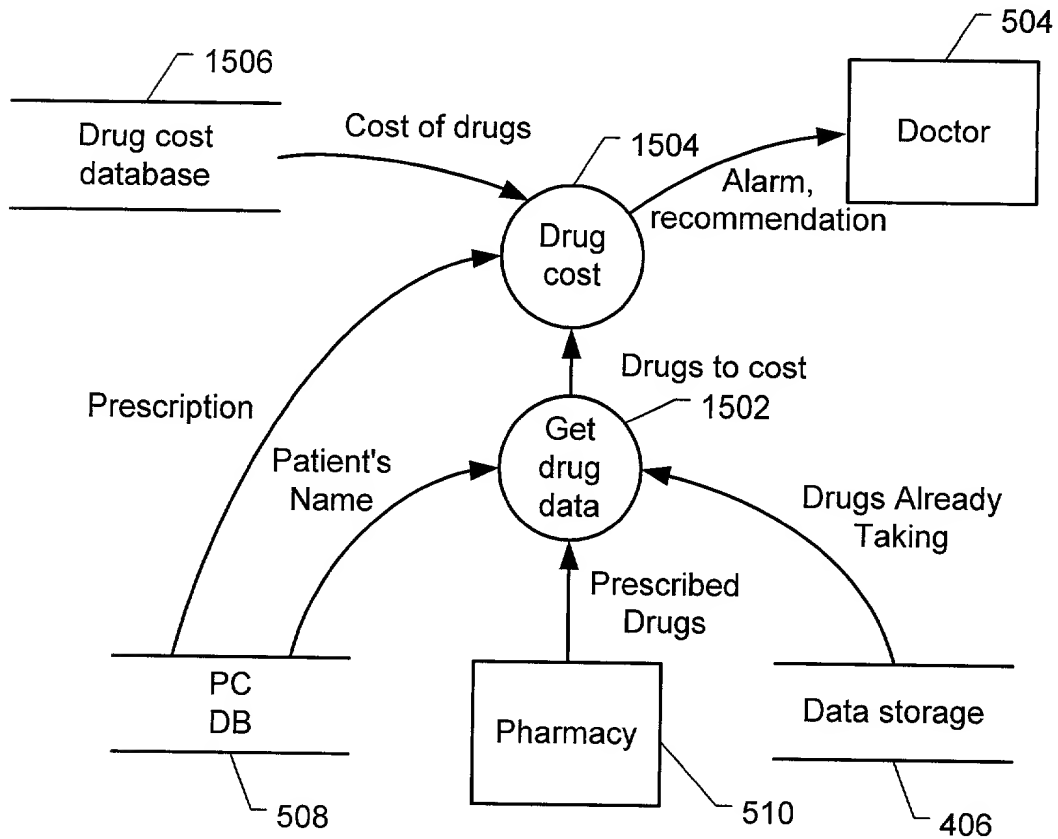 504
1506
Drug cost
database
Cost of drugs
1504
Doctor
Alarm,
recommendation
Drug
cost
Prescription
Drugs to cost
1502
Patient's
Name
Get
drug
data
Drugs Already
Taking
Prescribed
Drugs
PC
DB
Pharmacy
Data storage
508
510
406